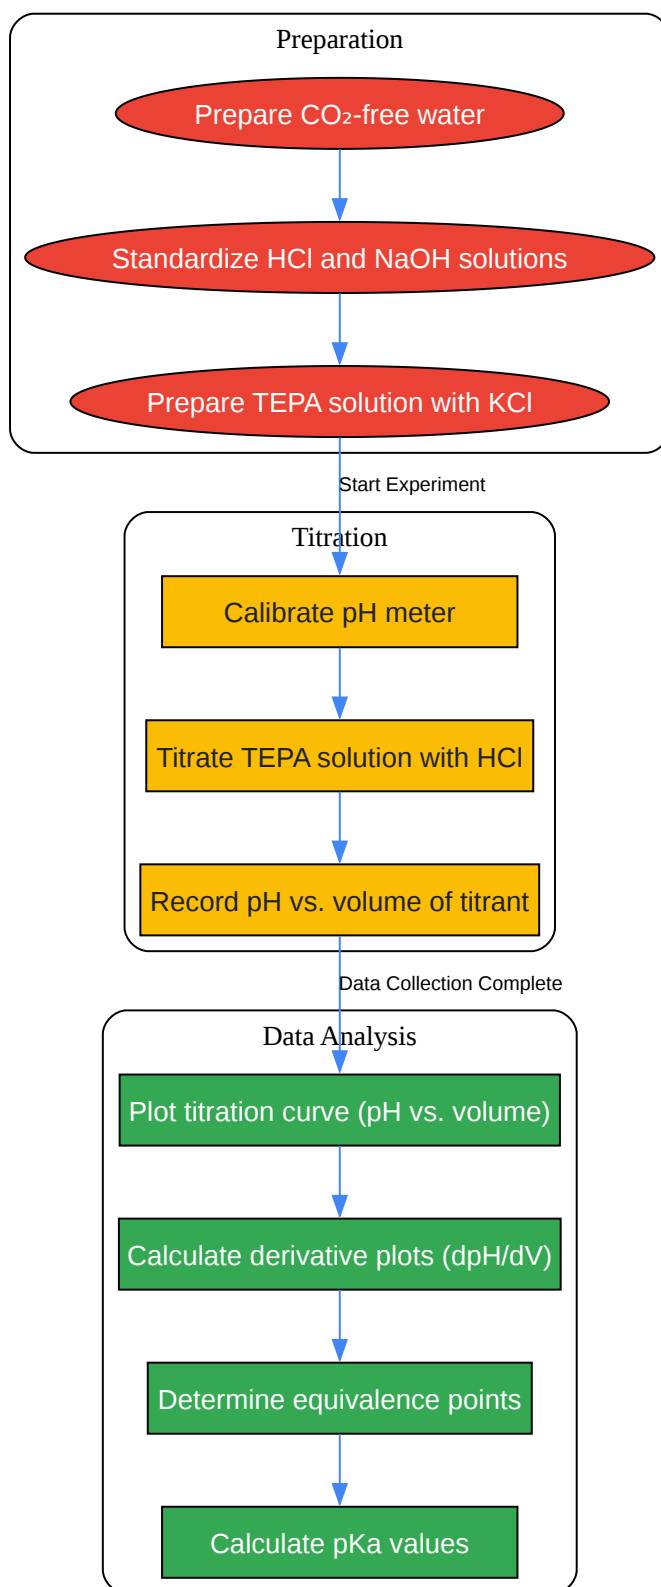 Preparation
Prepare CO₂-free water
Standardize HCl and NaOH solutions
Prepare TEPA solution with KCl
Start Experiment
Titration
Calibrate pH meter
Titrate TEPA solution with HCl
Record pH vs. volume of titrant
Data Collection Complete
Data Analysis
Plot titration curve (pH vs. volume)
Calculate derivative plots (dpH/dV)
Determine equivalence points
Calculate pKa values